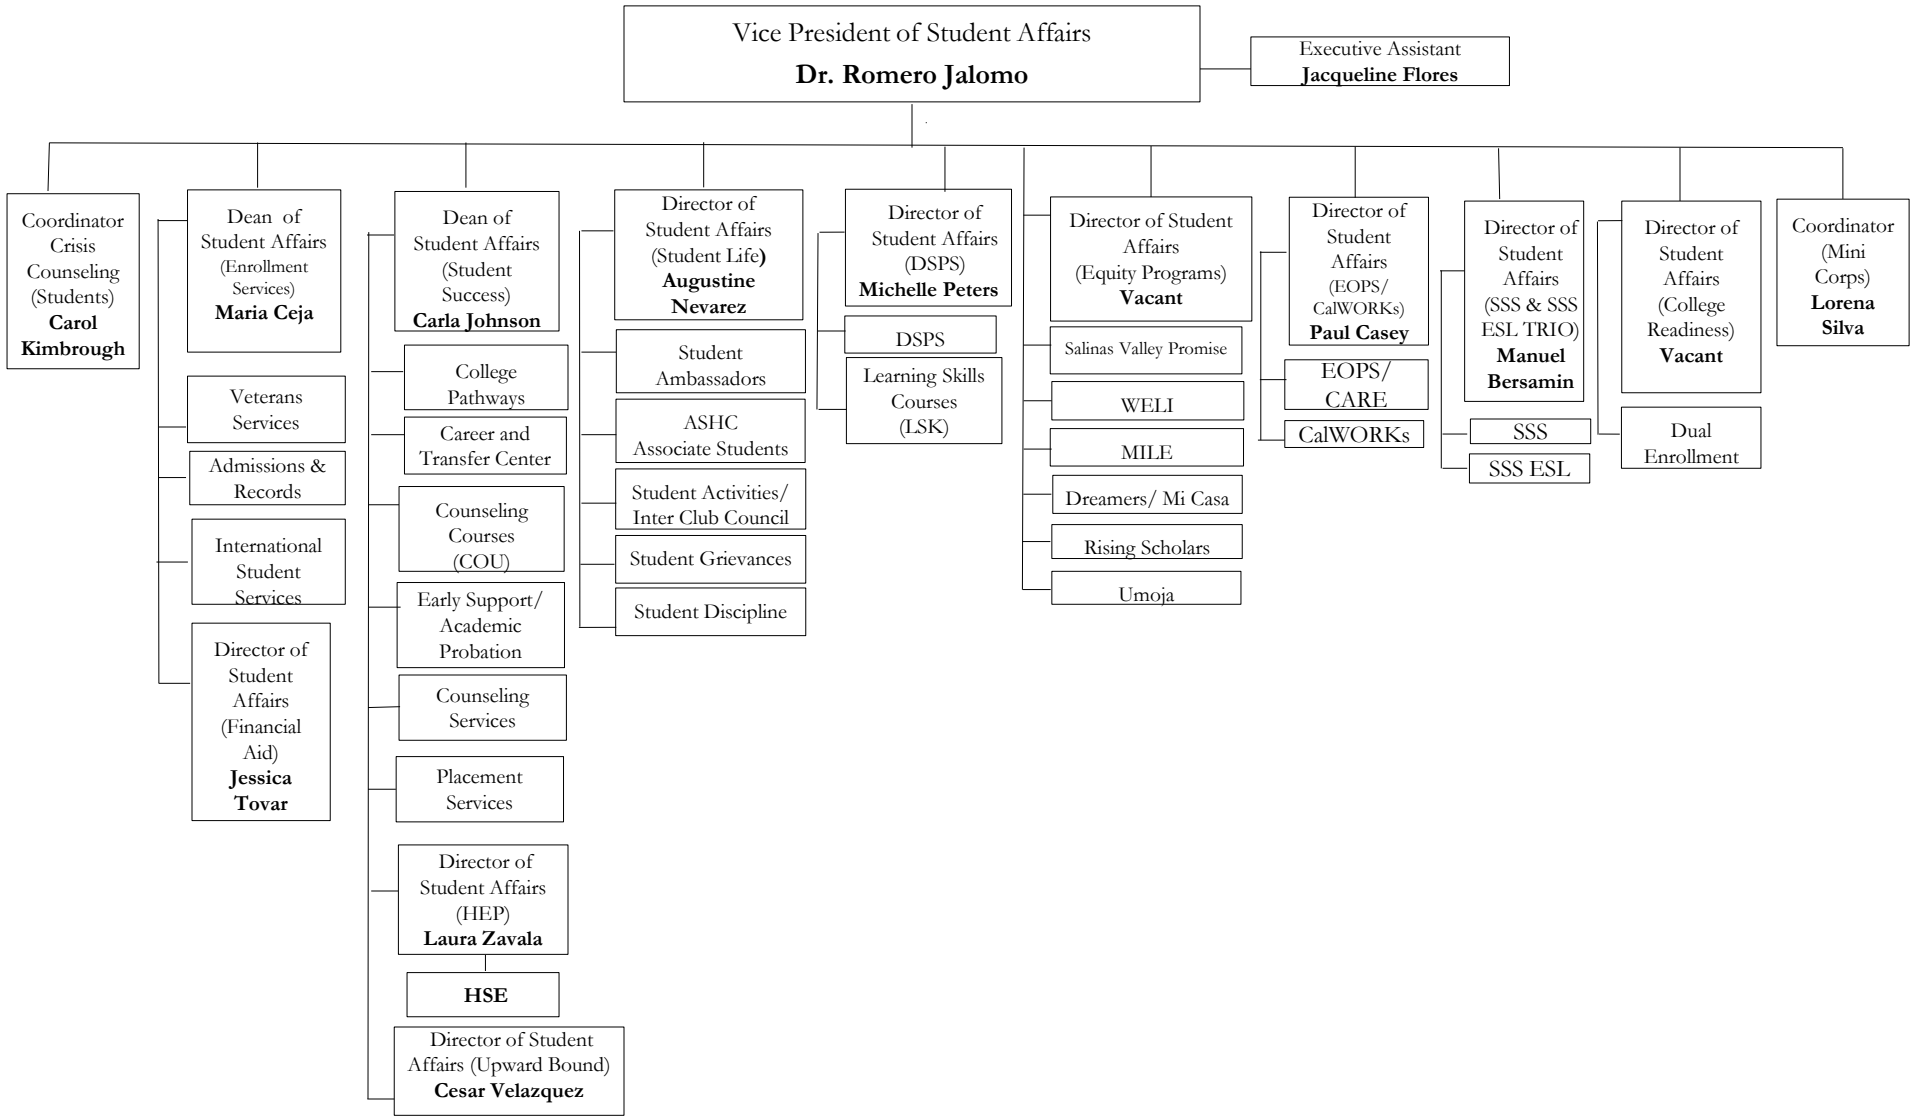 Vice President of Student Affairs
Dr. Romero Jalomo
Executive Assistant
Jacqueline Flores
Coordinator
Crisis
Counseling
(Students)
Carol
Kimbrough
Dean of
Student Affairs
(Enrollment
Services)
Maria Ceja
Veterans
Services
Admissions &
Records
International
Student
Services
Director of
Student
Affairs
(Financial
Aid)
Jessica
Tovar
Dean of
Student Affairs
(Student
Success)
Carla Johnson
College
Pathways
Career and
Transfer Center
Counseling
Courses
(COU)
Early Support/
Academic
Probation
Counseling
Services
Placement
Services
Director of
Student Affairs
(HEP)
Laura Zavala
HSE
Director of Student
Affairs (Upward Bound)
Cesar Velazquez
Director of
Student Affairs
(Student Life)
Augustine
Nevarez
Student
Ambassadors
ASHC
Associate Students
Student Activities/
Inter Club Council
Student Grievances
Student Discipline
Director of
Student Affairs
(DSPS)
Michelle Peters
DSPS
Learning Skills
Courses
(LSK)
Director of Student
Affairs
(Equity Programs)
Vacant
Salinas Valley Promise
WELI
MILE
Dreamers/ Mi Casa
Rising Scholars
Umoja
Director of
Student
Affairs
(EOPS/
CalWORKs)
Paul Casey
EOPS/
CARE
CalWORKs
Director of
Student
Affairs
(SSS & SSS
ESL TRIO)
Manuel
Bersamin
SSS
SSS ESL
Director of
Student
Affairs
(College
Readiness)
Vacant
Dual
Enrollment
Coordinator
(Mini
Corps)
Lorena
Silva